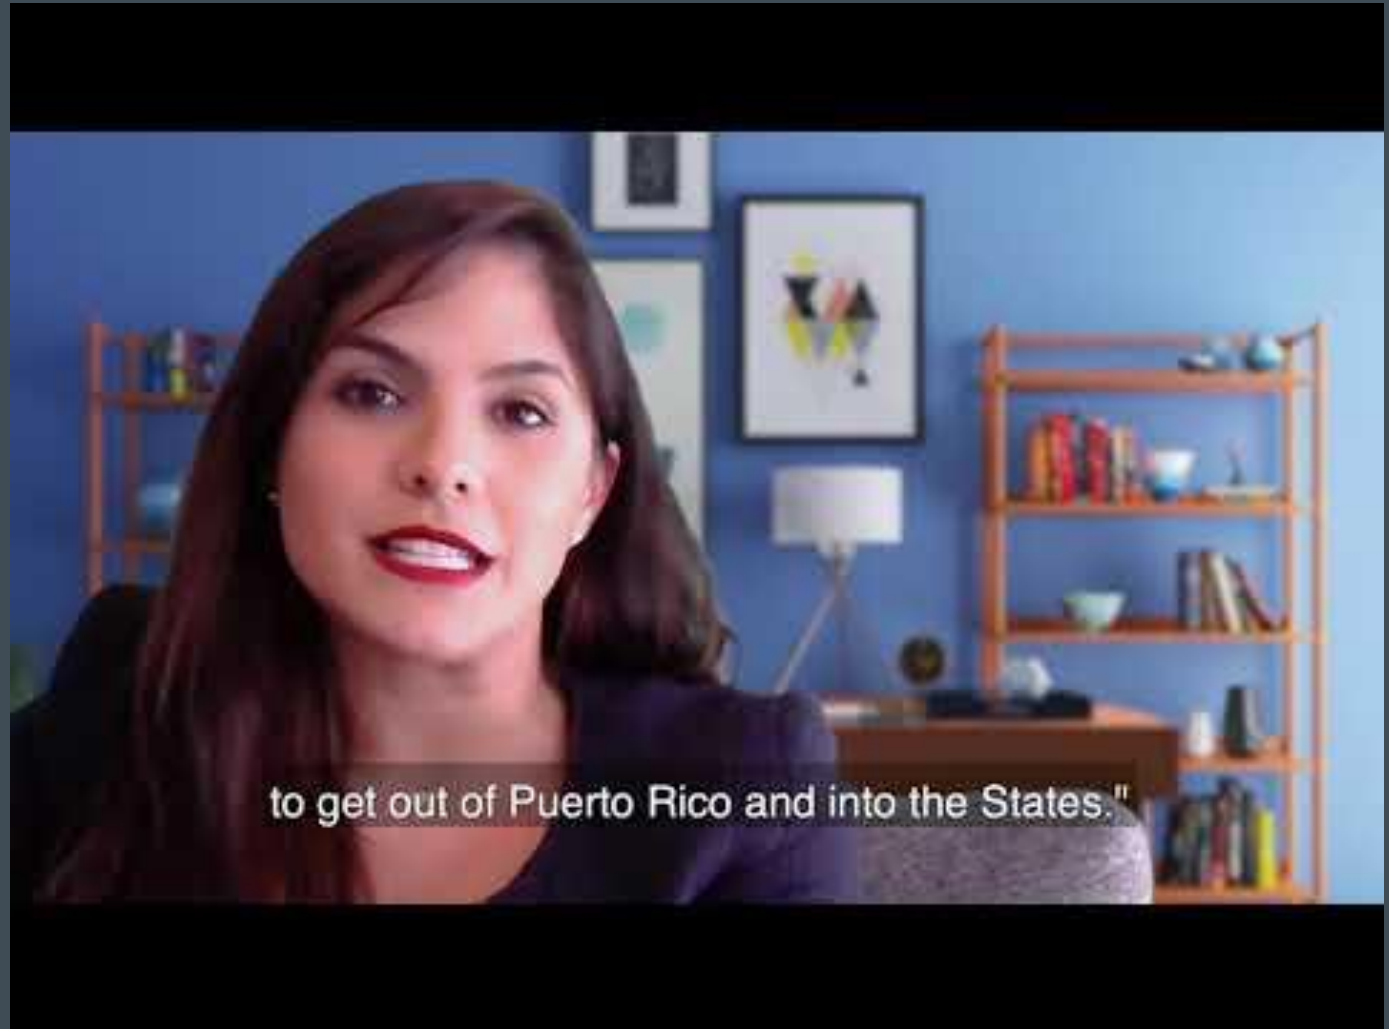 to get out of Puerto Rico and into the States."